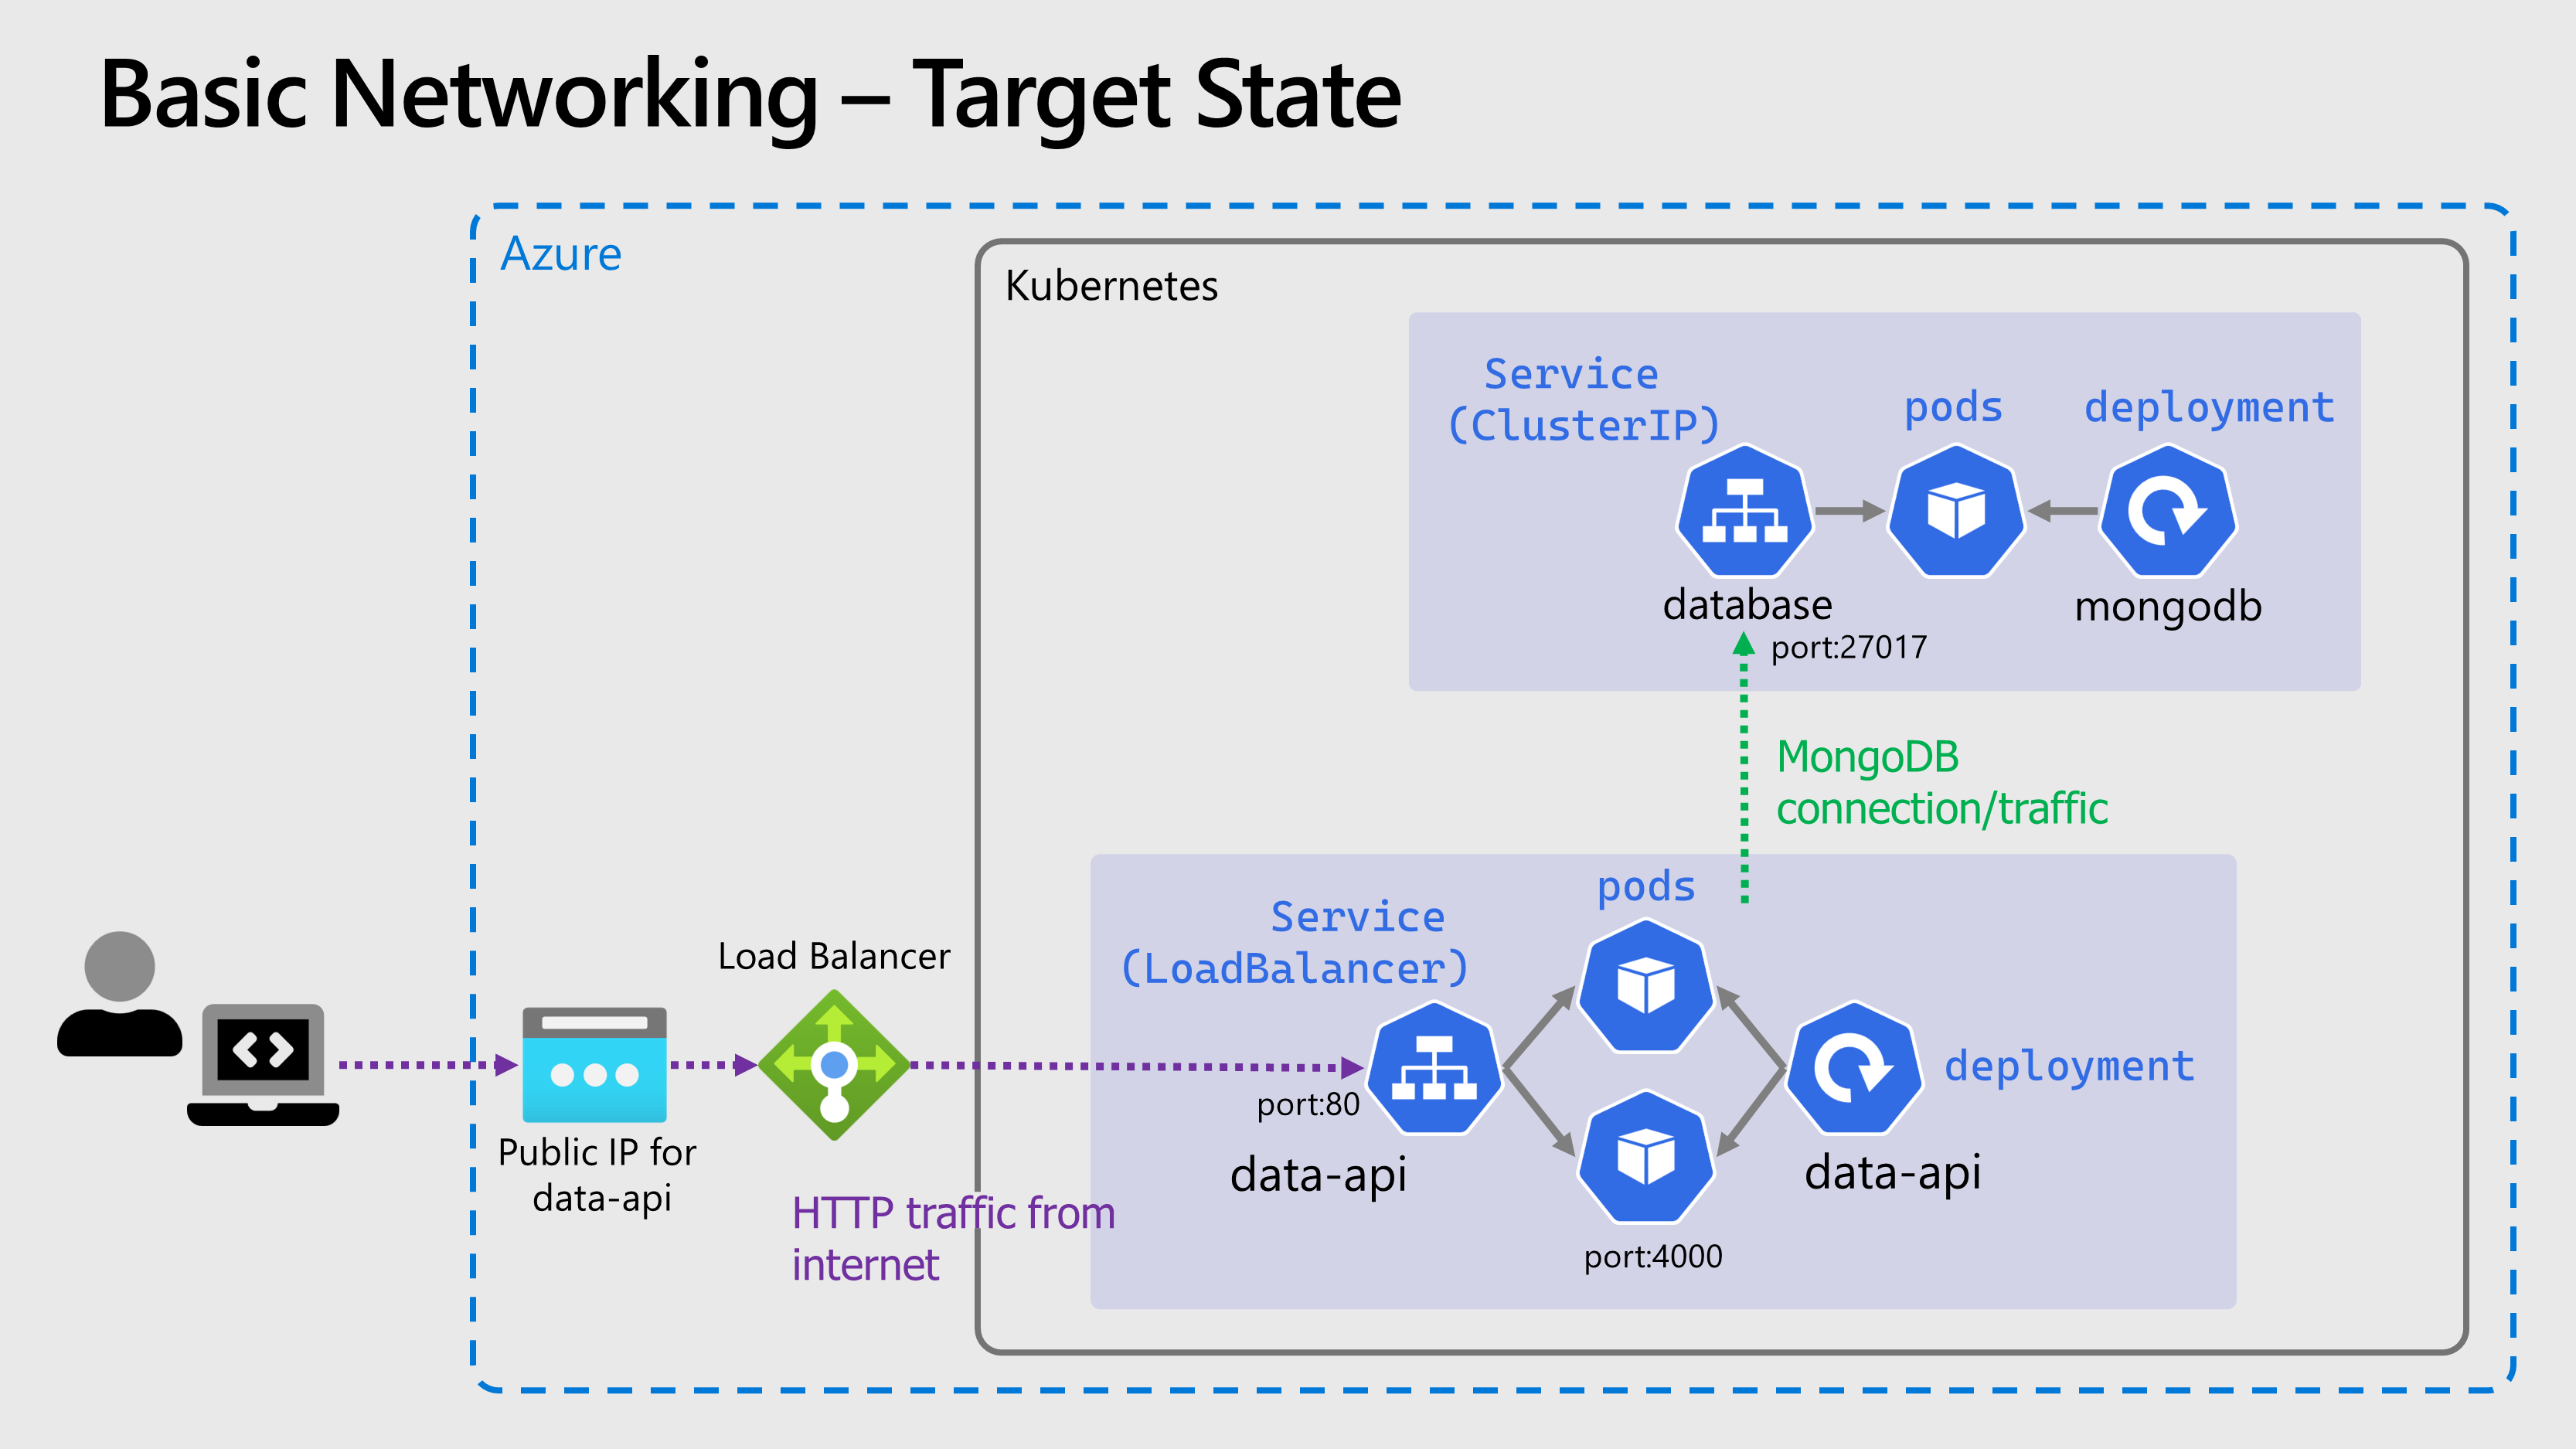 Basic Networking – Target State
Azure
Kubernetes
Service
(ClusterIP)
pods
deployment
database
port:27017
mongodb
MongoDB
connection/traffic
pods
Service
(LoadBalancer)
Load Balancer
deployment
port:80
Public IP for
data-api
data-api
data-api
HTTP traffic from
internet
port:4000